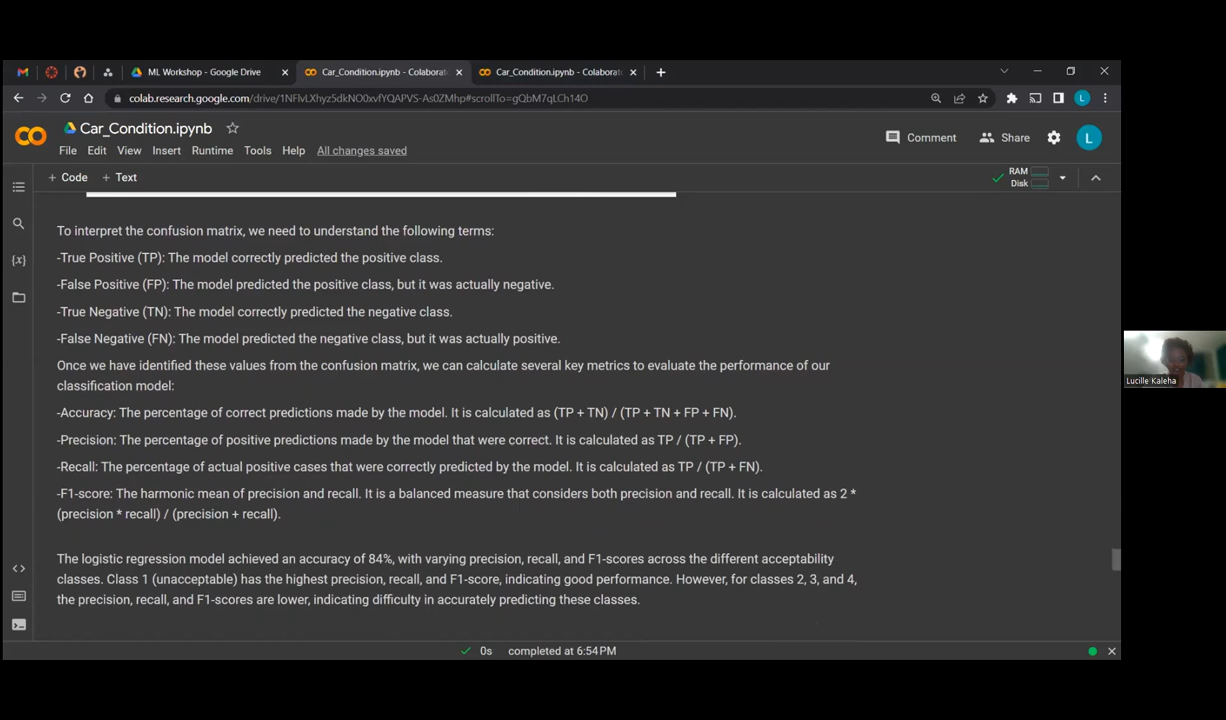 ML Workshop - Google Drive
Car_Condition.ipynb - Colaborat
Car_Condition.ipynb - Colaborat
colab.research.google.com/drive/1NFlvLXhyz5dkNO0xvfYQAPVS-As0ZMhp#scrollTo=gQbM7qLCh14O
L
Car_Condition.ipynb
Comment
Share
L
File Edit View Insert Runtime Tools Help All changes saved
+ Code + Text
RAM
Disk
To interpret the confusion matrix, we need to understand the following terms:
-True Positive (TP): The model correctly predicted the positive class.
{x}
-False Positive (FP): The model predicted the positive class, but it was actually negative.
-True Negative (TN): The model correctly predicted the negative class.
-False Negative (FN): The model predicted the negative class, but it was actually positive.
Once we have identified these values from the confusion matrix, we can calculate several key metrics to evaluate the performance of our
classification model:
Lucille Kaleha
-Accuracy: The percentage of correct predictions made by the model. It is calculated as (TP + TN) / (TP + TN + FP + FN).
-Precision: The percentage of positive predictions made by the model that were correct. It is calculated as TP / (TP + FP).
-Recall: The percentage of actual positive cases that were correctly predicted by the model. It is calculated as TP / (TP + FN).
-F1-score: The harmonic mean of precision and recall. It is a balanced measure that considers both precision and recall. It is calculated as 2 *
(precision * recall) / (precision + recall).
The logistic regression model achieved an accuracy of 84%, with varying precision, recall, and F1-scores across the different acceptability
classes. Class 1 (unacceptable) has the highest precision, recall, and F1-score, indicating good performance. However, for classes 2, 3, and 4,
the precision, recall, and F1-scores are lower, indicating difficulty in accurately predicting these classes.
0s completed at 6:54 PM